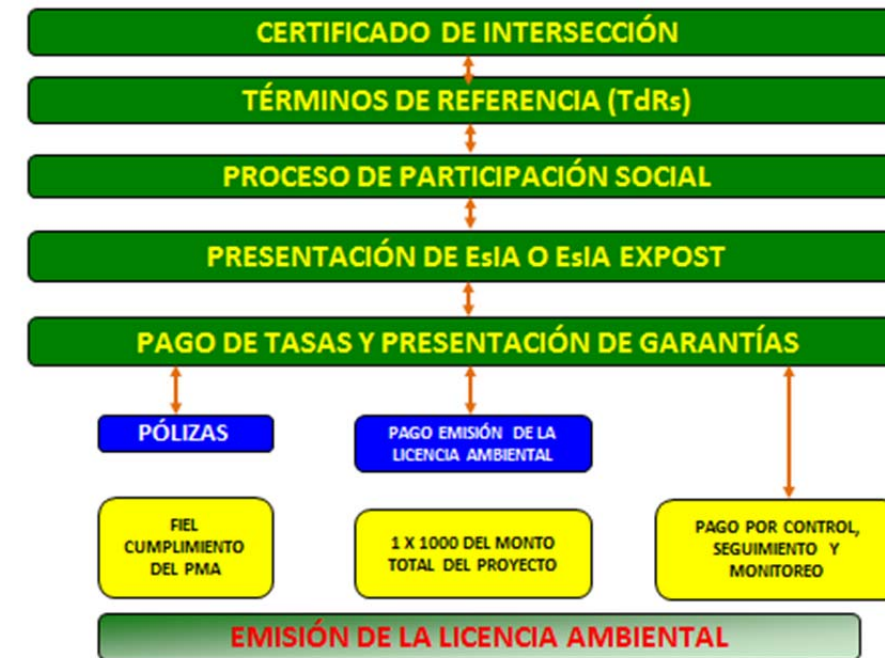 CERTIFICADO DE INTERSECCIÓN
TÉRMINOS DE REFERENCIA (TdRs)
PROCESO DE PARTICIPACIÓN SOCIAL
PRESENTACIÓN DE EsIA O EsIA EXPOST
PAGO DE TASAS Y PRESENTACIÓN DE GARANTÍAS
PÓLIZAS
PAGO EMISIÓN DE LA
LICENCIA AMBIENTAL
FIEL
CUMPLIMIENTO
DEL PMA
1 X 1000 DEL MONTO
TOTAL DEL PROYECTO
PAGO POR CONTROL,
SEGUIMIENTO Y
MONITOREO
EMISIÓN DE LA LICENCIA AMBIENTAL